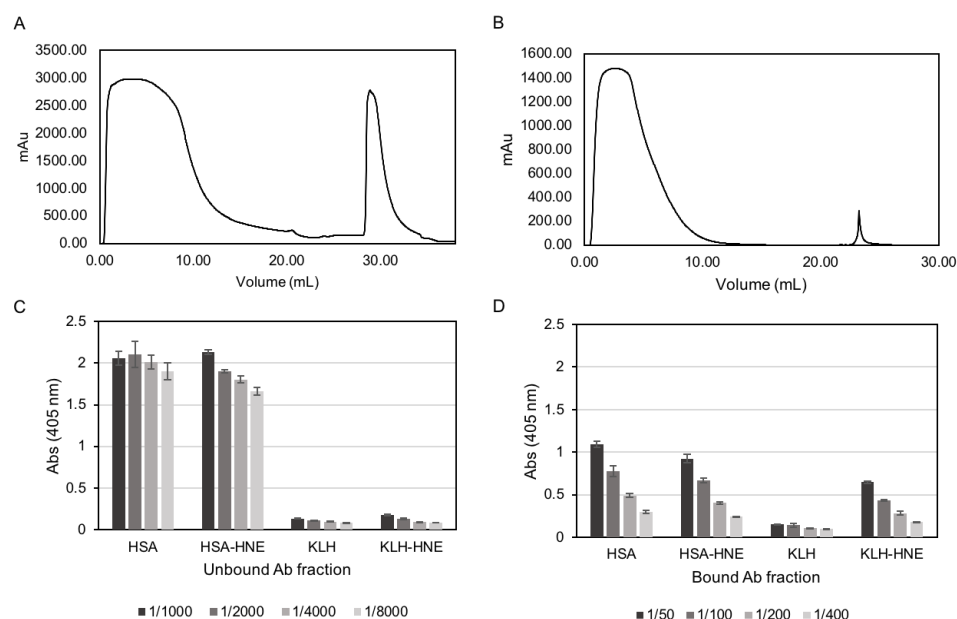 A
3500.00
3000.00
2500.00
2000.00
1500.00
1000.00
500.00
0.00
mAu
0.00 10.00 20.00 30.00
Volume (mL)
B
1600.00
1400.00
1200.00
1000.00
800.00
600.00
400.00
200.00
0.00
mAu
0.00 10.00 20.00 30.00
Volume (mL)
C
2.5
2
1.5
1
0.5
0
Abs (405 nm)
HSA HSA-HNE KLH KLH-HNE
Unbound Ab fraction
1/1000 1/2000 1/4000 1/8000
D
2.5
2
1.5
1
0.5
0
Abs (405 nm)
HSA HSA-HNE KLH KLH-HNE
Bound Ab fraction
1/50 1/100 1/200 1/400